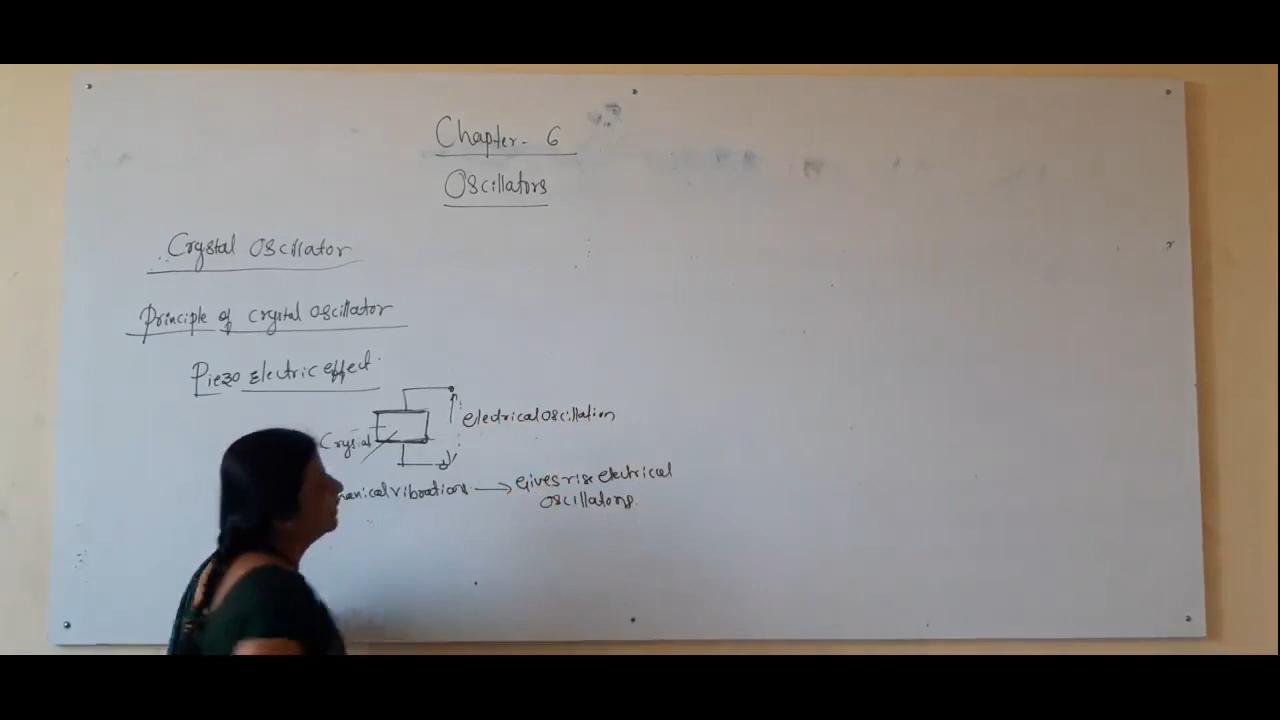 Chapter - 6
Oscillators
Crystal Oscillator
Principle of crystal oscillator
Piezo Electric effect
Electrical oscillation
Crystal
vibrations → Gives rise electrical
oscillations.